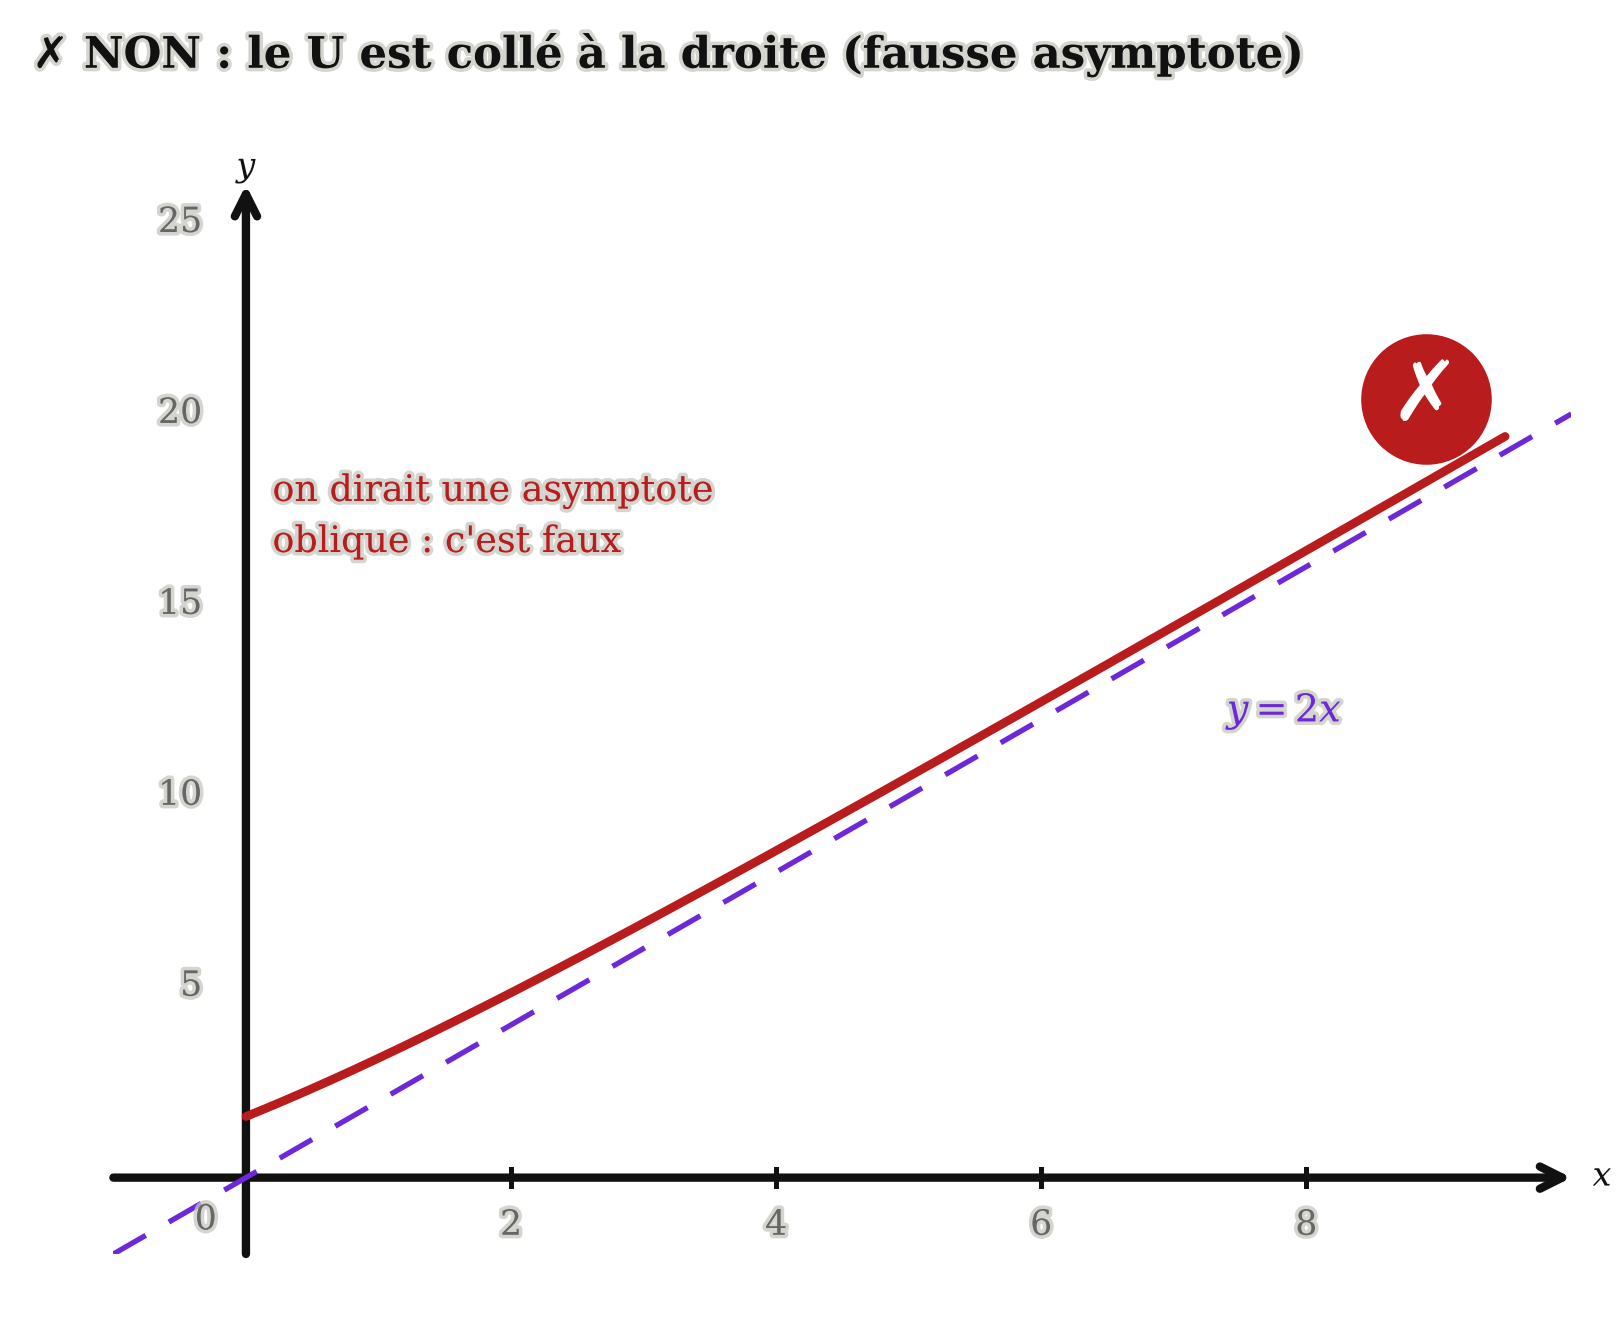 ✗ NON : le U est collé à la droite (fausse asymptote)
y
25
20
on dirait une asymptote
oblique : c'est faux
✗
15
y = 2x
10
5
x
0
2
4
6
8